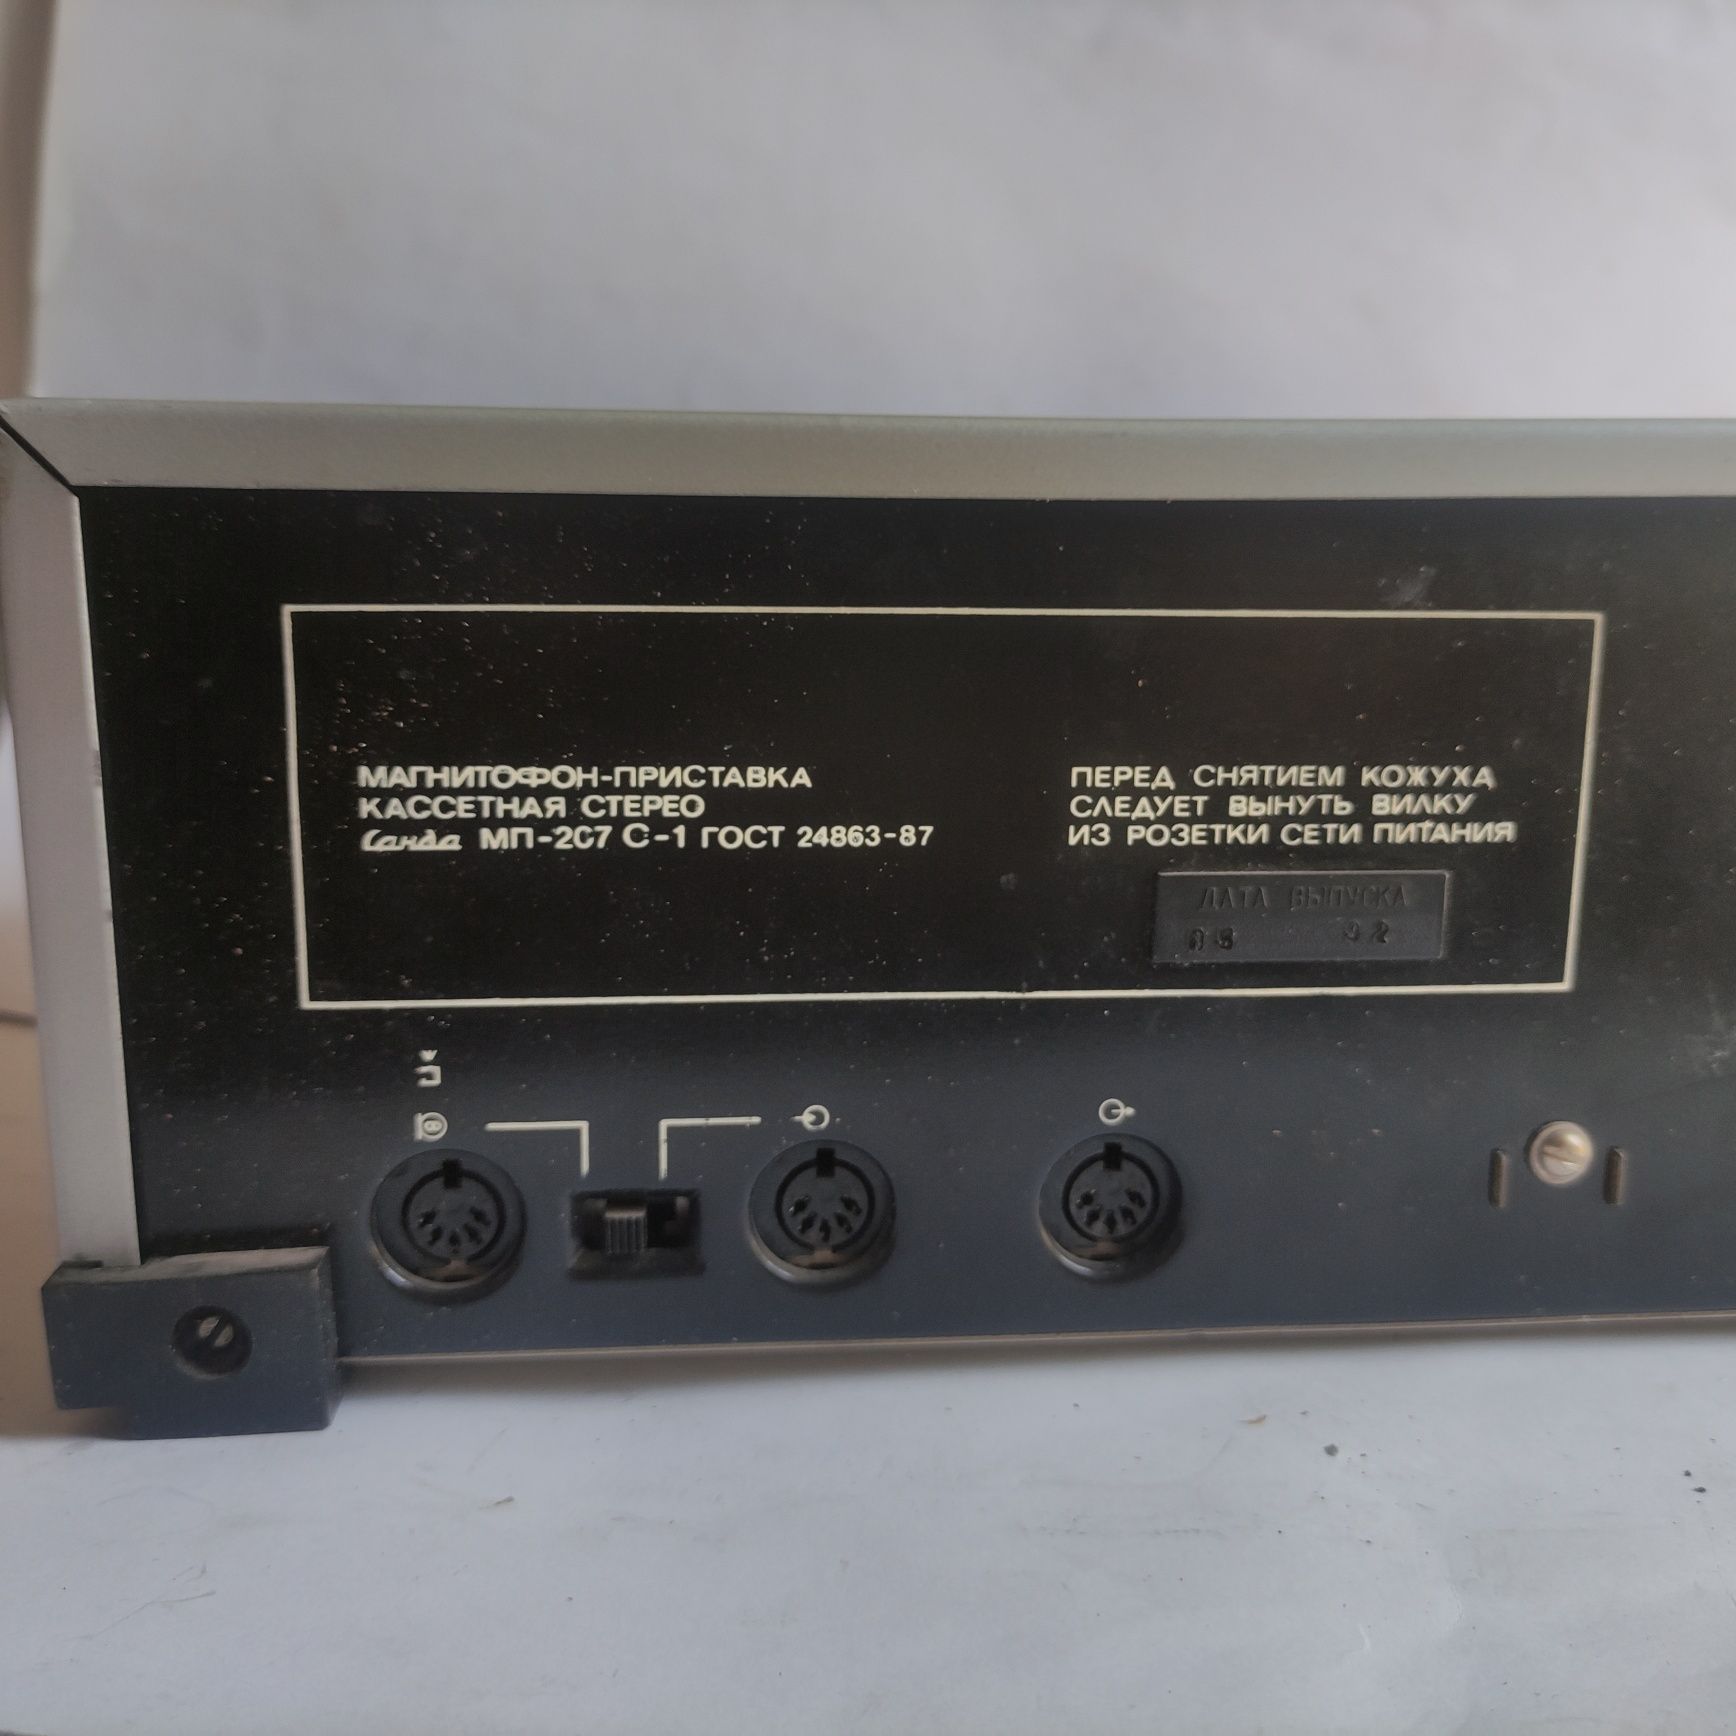 МАГНИТОФОН-ПРИСТАВКА
КАССЕТНАЯ СТЕРЕО
Санда МП-207 С-1 ГОСТ 24863-87
ПЕРЕД СНЯТИЕМ КОЖУХА
СЛЕДУЕТ ВЫНУТЬ ВИЛКУ
ИЗ РОЗЕТКИ СЕТИ ПИТАНИЯ
ДАТА ВЫПУСКА